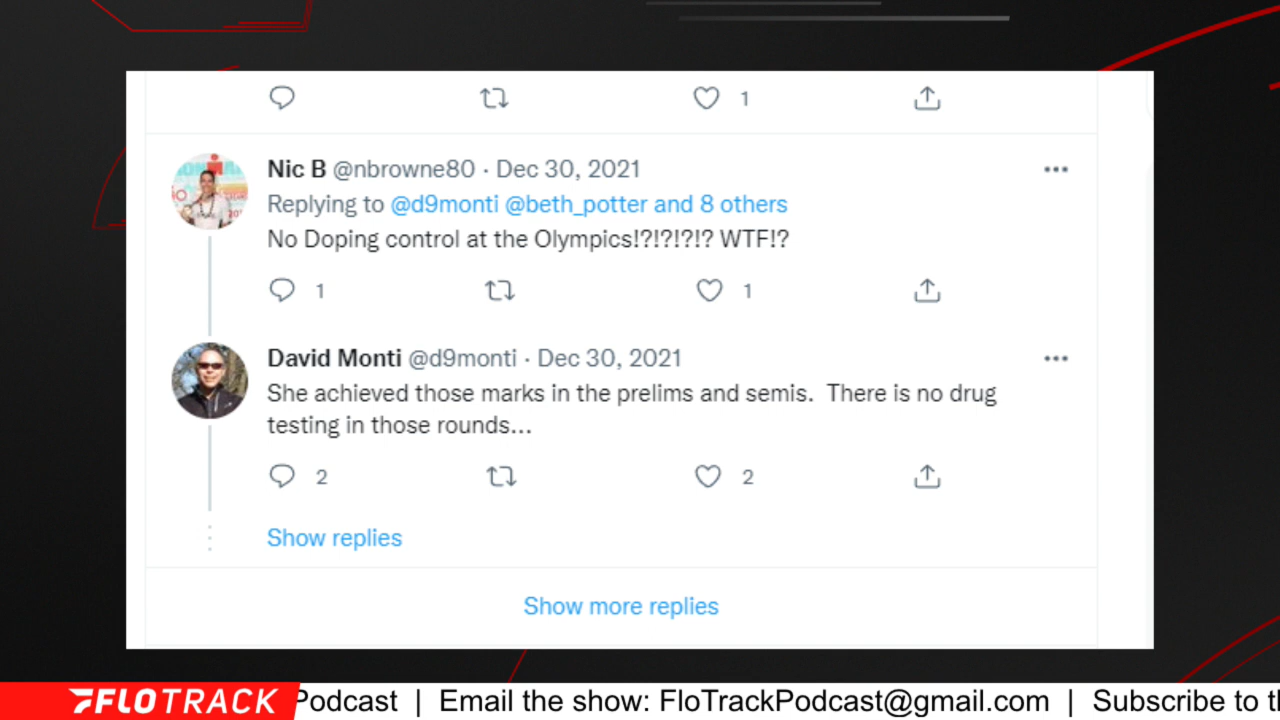 1
Nic B @nbrowne80 · Dec 30, 2021
Replying to @d9monti @beth_potter and 8 others
No Doping control at the Olympics!?!?!?!? WTF!?
1 1
David Monti @d9monti · Dec 30, 2021
She achieved those marks in the prelims and semis. There is no drug
testing in those rounds...
2 2
Show replies
Show more replies
FLOTRACK Podcast | Email the show: FloTrackPodcast@gmail.com | Subscribe to th